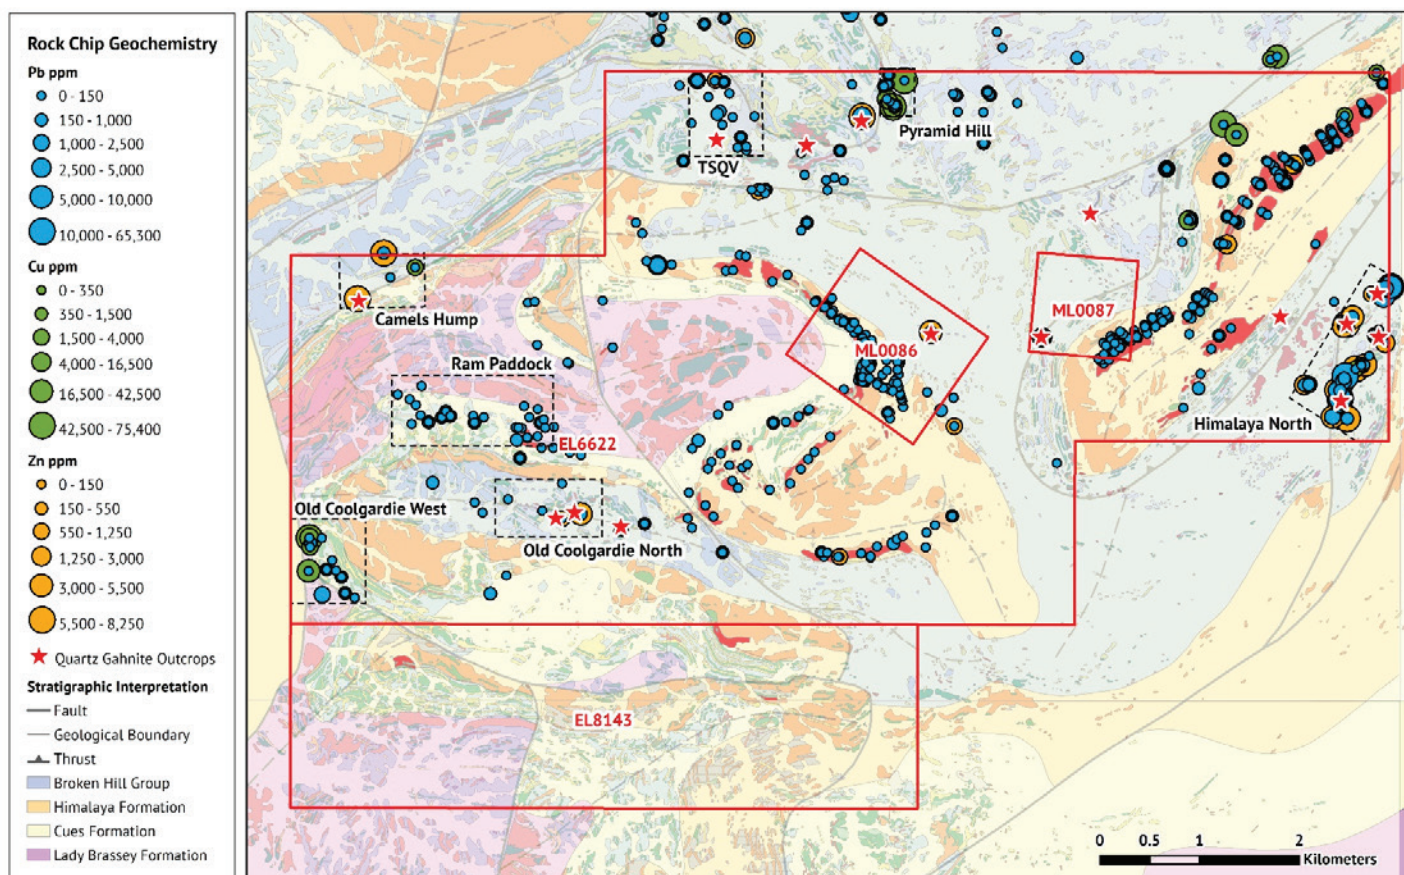 Rock Chip Geochemistry
Pb ppm
0 - 150
150 - 1,000
1,000 - 2,500
2,500 - 5,000
5,000 - 10,000
10,000 - 65,300
Cu ppm
0 - 350
350 - 1,500
1,500 - 4,000
4,000 - 16,500
16,500 - 42,500
42,500 - 75,400
Zn ppm
0 - 150
150 - 550
550 - 1,250
1,250 - 3,000
3,000 - 5,500
5,500 - 8,250
Quartz Gahnite Outcrops
Stratigraphic Interpretation
Fault
Geological Boundary
Thrust
Broken Hill Group
Himalaya Formation
Cues Formation
Lady Brassey Formation
Pyramid Hill
TSQV
Camels Hump
ML0087
ML0086
Ram Paddock
Himalaya North
EL6622
Old Coolgardie West
Old Coolgardie North
EL8143
0 0.5 1 2
Kilometers